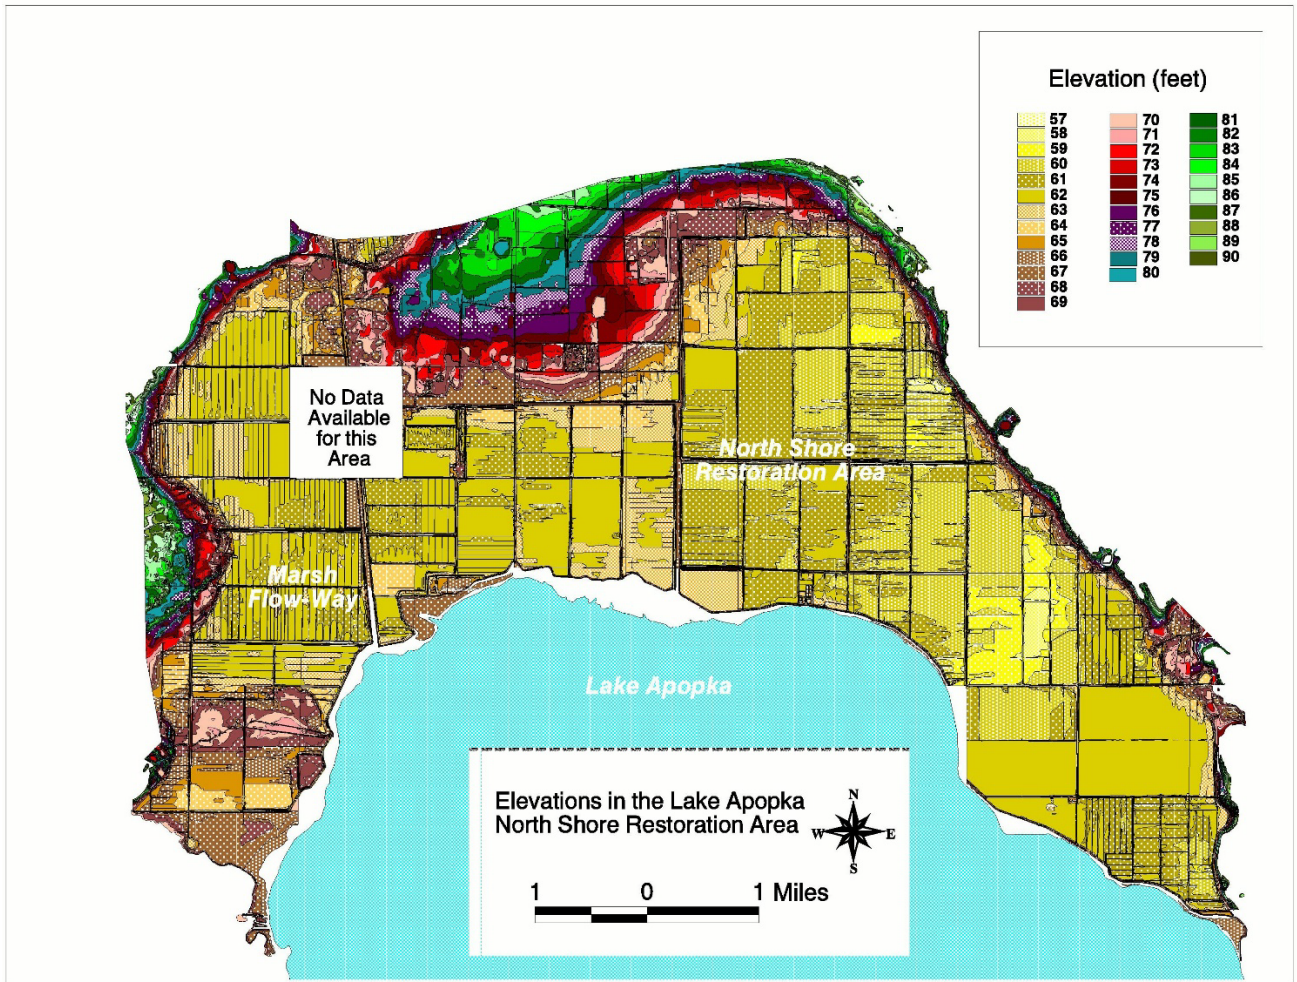 Elevation (feet)
57 70 81
58 71 82
59 72 83
60 73 84
61 74 85
62 75 86
63 76 87
64 77 88
65 78 89
66 79 90
67 80
68
69
No Data
Available
for this
Area
North Shore
Restoration Area
Marsh
Flow-Way
Lake Apopka
Elevations in the Lake Apopka
North Shore Restoration Area
N
W E
S
1 0 1 Miles